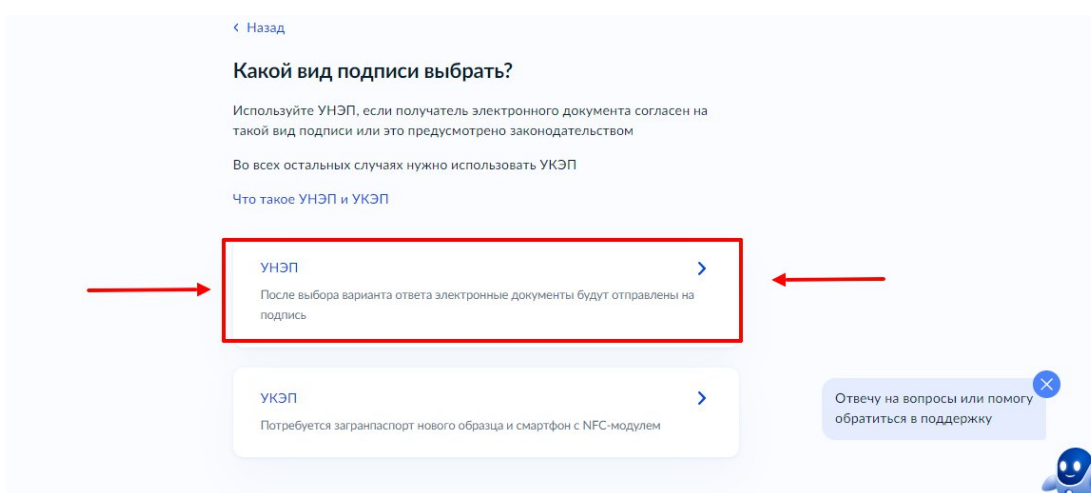 Назад
Какой вид подписи выбрать?
Используйте УНЭП, если получатель электронного документа согласен на
такой вид подписи или это предусмотрено законодательством
Во всех остальных случаях нужно использовать УКЭП
Что такое УНЭП и УКЭП
УНЭП
После выбора варианта ответа электронные документы будут отправлены на
подпись
УКЭП
Потребуется загранпаспорт нового образца и смартфон с NFC-модулем
Отвечу на вопросы или помогу
обратиться в поддержку